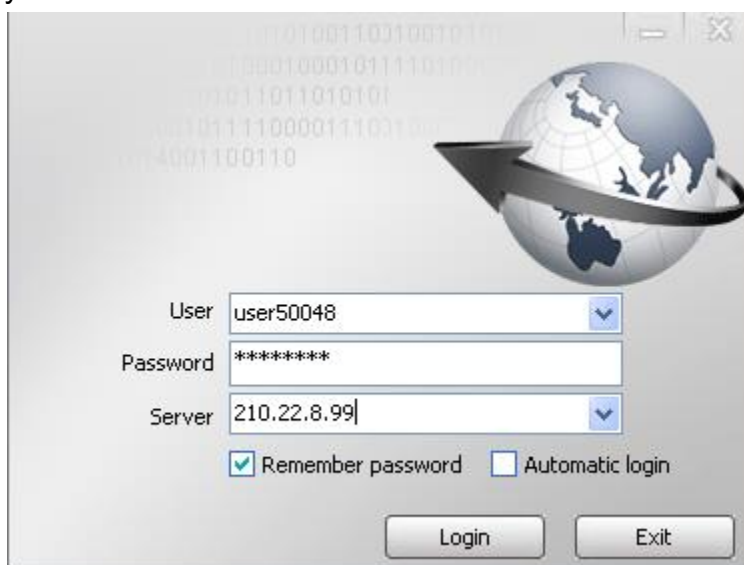 User user50048
Password ********
Server 210.22.8.99
Remember password Automatic login
Login Exit